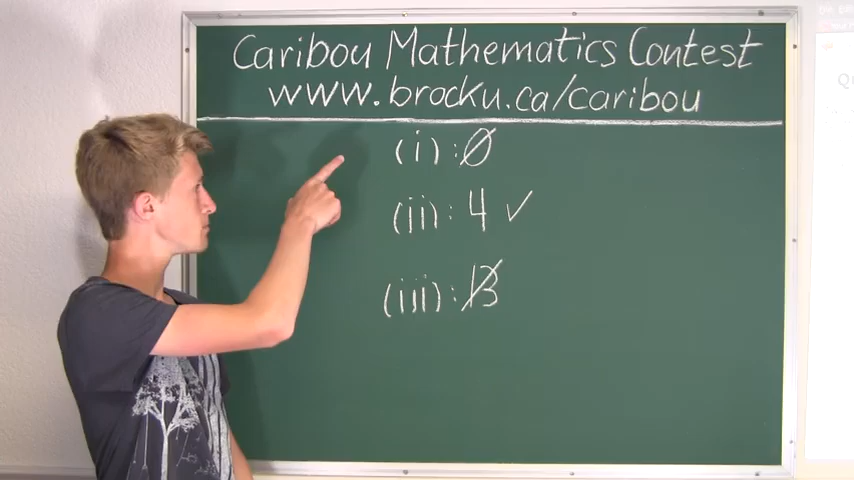 Caribou Mathematics Contest
www.brocku.ca/caribou
(i): 0
(ii): 4 ✓
(iii): 13